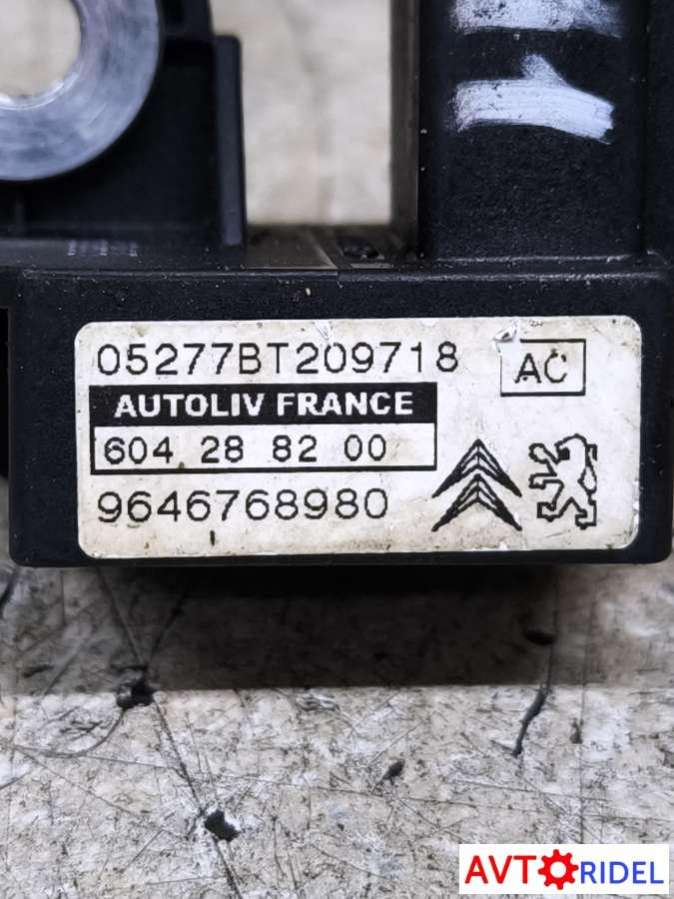 05277BT209718
AC
AUTOLIV FRANCE
604 28 82 00
9646768980
AVTORIDEL